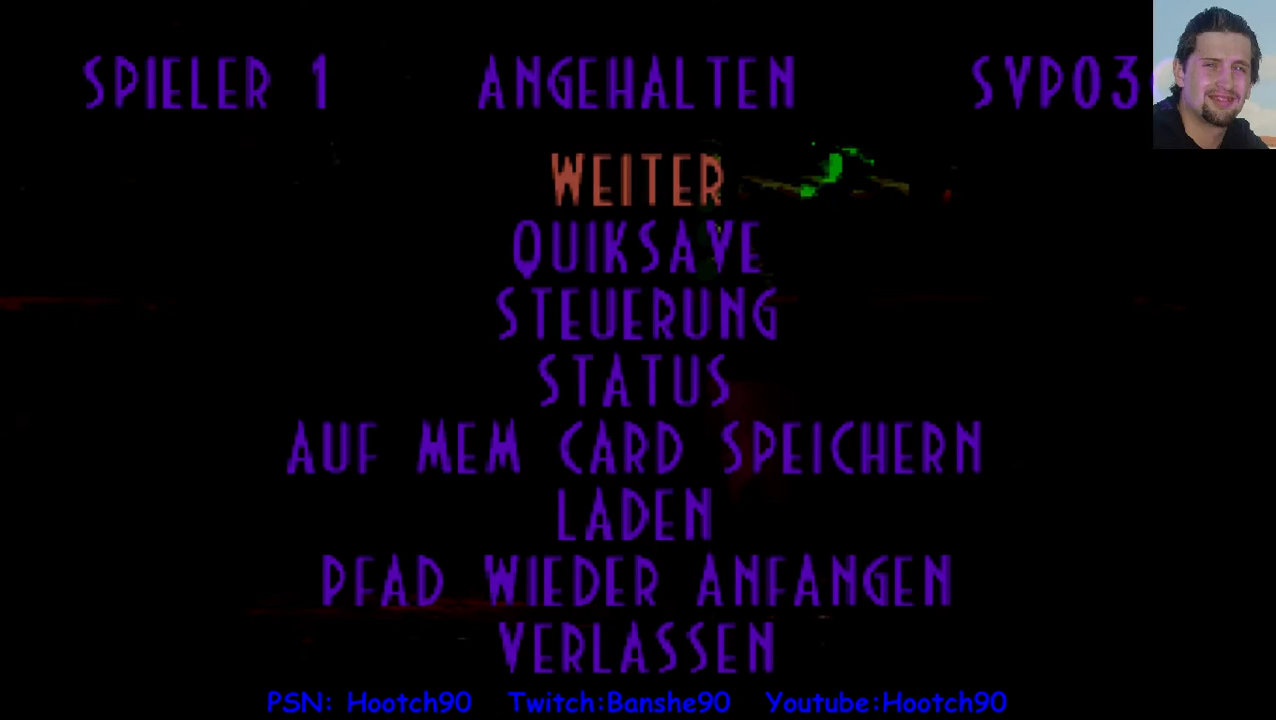 SPIELER 1 ANGEHALTEN SVP03
WEITER
QUIKSAVE
STEUERUNG
STATUS
AUF MEM CARD SPEICHERN
LADEN
PFAD WIEDER ANFANGEN
VERLASSEN
PSN: Hootch90 Twitch:Banshe90 Youtube:Hootch90